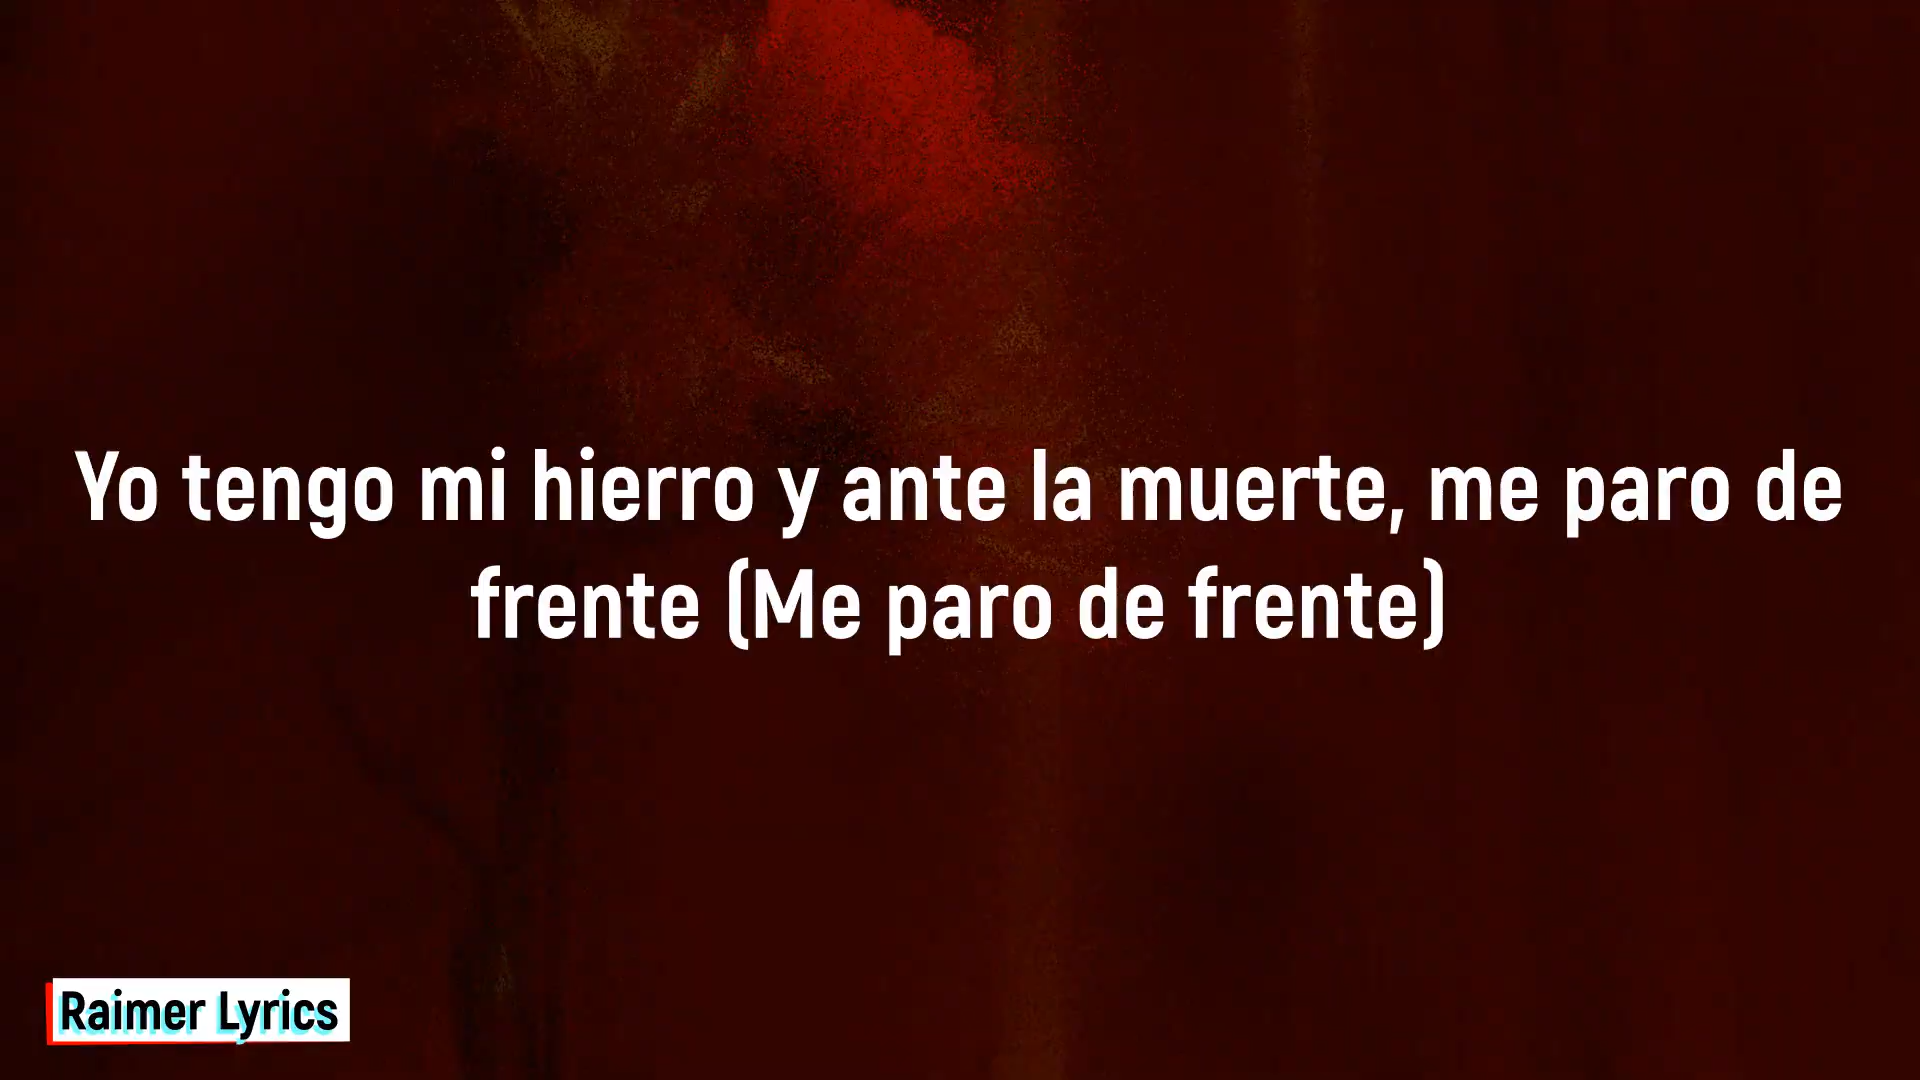 Yo tengo mi hierro y ante la muerte, me paro de
frente (Me paro de frente)
Raimer Lyrics